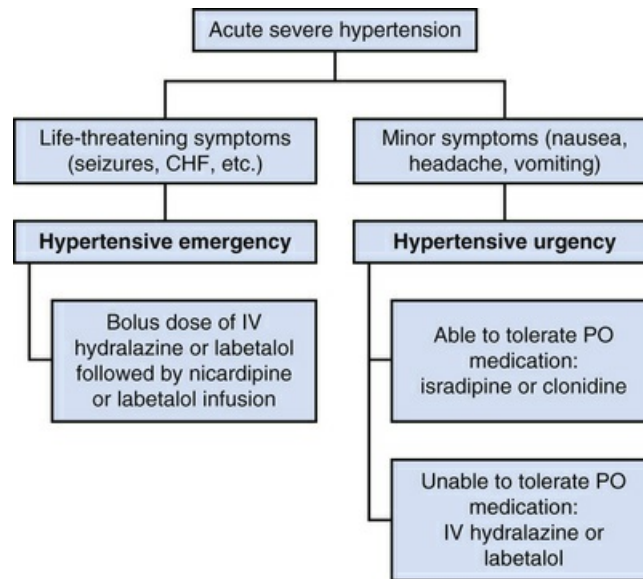 Acute severe hypertension
Life-threatening symptoms
(seizures, CHF, etc.)
Minor symptoms (nausea,
headache, vomiting)
Hypertensive emergency
Hypertensive urgency
Bolus dose of IV
hydralazine or labetalol
followed by nicardipine
or labetalol infusion
Able to tolerate PO
medication:
isradipine or clonidine
Unable to tolerate PO
medication:
IV hydralazine or
labetalol